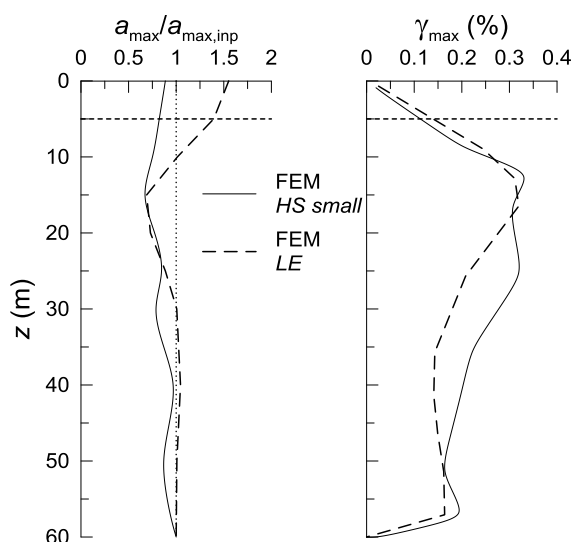 a_max/a_max,inp
0 0.5 1 1.5 2
γ_max (%)
0 0.1 0.2 0.3 0.4
0
10
20
30
40
50
60
z (m)
FEM
HS small
FEM
LE